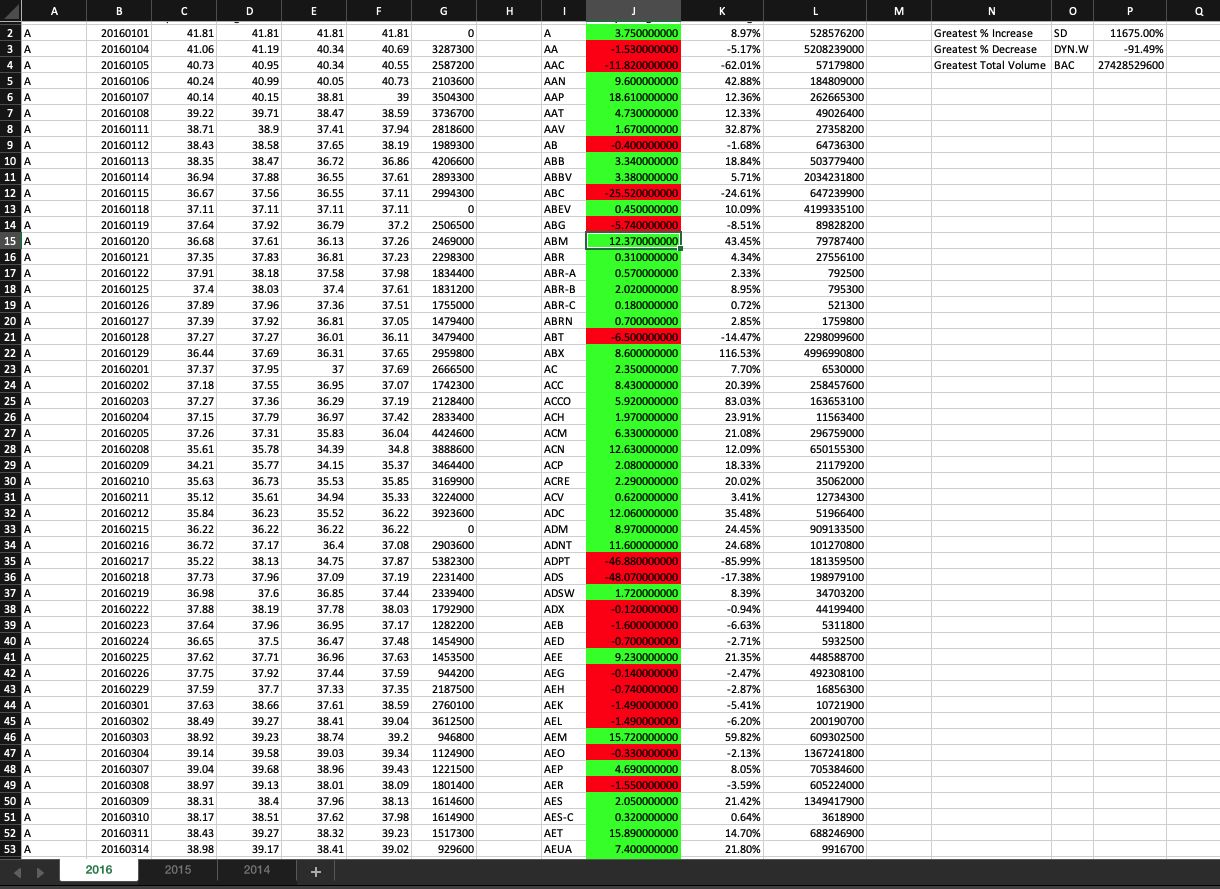 A B C D E F G H I J K L M N O P Q
2 A 20160101 41.81 41.81 41.81 41.81 0 A 3.750000000 8.97% 528576200 Greatest % Increase SD 11675.00%
3 A 20160104 41.06 41.19 40.34 40.69 3287300 AA -1.530000000 -5.17% 5208239000 Greatest % Decrease DYN.W -91.49%
4 A 20160105 40.73 40.95 40.34 40.55 2587200 AAC -11.820000000 -62.01% 57179800 Greatest Total Volume BAC 27428529600
5 A 20160106 40.24 40.99 40.05 40.73 2103600 AAN 9.600000000 42.88% 184809000
6 A 20160107 40.14 40.15 38.81 39 3504300 AAP 18.610000000 12.36% 262665300
7 A 20160108 39.22 39.71 38.47 38.59 3736700 AAT 4.730000000 12.33% 49026400
8 A 20160111 38.71 38.9 37.41 37.94 2818600 AAV 1.670000000 32.87% 27358200
9 A 20160112 38.43 38.58 37.65 38.19 1989300 AB -0.400000000 -1.68% 64736300
10 A 20160113 38.35 38.47 36.72 36.86 4206600 ABB 3.340000000 18.84% 503779400
11 A 20160114 36.94 37.88 36.55 37.61 2893300 ABBV 3.380000000 5.71% 2034231800
12 A 20160115 36.67 37.56 36.55 37.11 2994300 ABC -25.520000000 -24.61% 647239900
13 A 20160118 37.11 37.11 37.11 37.11 0 ABEV 0.450000000 10.09% 4199335100
14 A 20160119 37.64 37.92 36.79 37.2 2506500 ABG -5.740000000 -8.51% 89828200
15 A 20160120 36.68 37.61 36.13 37.26 2469000 ABM 12.370000000 43.45% 79787400
16 A 20160121 37.35 37.83 36.81 37.23 2298300 ABR 0.310000000 4.34% 27556100
17 A 20160122 37.91 38.18 37.58 37.98 1834400 ABR-A 0.570000000 2.33% 792500
18 A 20160125 37.4 38.03 37.4 37.61 1831200 ABR-B 2.020000000 8.95% 795300
19 A 20160126 37.89 37.96 37.36 37.51 1755000 ABR-C 0.180000000 0.72% 521300
20 A 20160127 37.39 37.92 36.81 37.05 1479400 ABRN 0.700000000 2.85% 1759800
21 A 20160128 37.27 37.27 36.01 36.11 3479400 ABT -6.500000000 -14.47% 2298099600
22 A 20160129 36.44 37.69 36.31 37.65 2959800 ABX 8.600000000 116.53% 4996990800
23 A 20160201 37.37 37.95 37 37.69 2666500 AC 2.350000000 7.70% 6530000
24 A 20160202 37.18 37.55 36.95 37.07 1742300 ACC 8.430000000 20.39% 258457600
25 A 20160203 37.27 37.36 36.29 37.19 2128400 ACCO 5.920000000 83.03% 163653100
26 A 20160204 37.15 37.79 36.97 37.42 2833400 ACH 1.970000000 23.91% 11563400
27 A 20160205 37.26 37.31 35.83 36.04 4424600 ACM 6.330000000 21.08% 296759000
28 A 20160208 35.61 35.78 34.39 34.8 3888600 ACN 12.630000000 12.09% 650155300
29 A 20160209 34.21 35.77 34.15 35.37 3464400 ACP 2.080000000 18.33% 21179200
30 A 20160210 35.63 36.73 35.53 35.85 3169900 ACRE 2.290000000 20.02% 35062000
31 A 20160211 35.12 35.61 34.94 35.33 3224000 ACV 0.620000000 3.41% 12734300
32 A 20160212 35.84 36.23 35.52 36.22 3923600 ADC 12.060000000 35.48% 51966400
33 A 20160215 36.22 36.22 36.22 36.22 0 ADM 8.970000000 24.45% 909133500
34 A 20160216 36.72 37.17 36.4 37.08 2903600 ADNT 11.600000000 24.68% 101270800
35 A 20160217 35.22 38.13 34.75 37.87 5382300 ADPT -46.880000000 -85.99% 181359500
36 A 20160218 37.73 37.96 37.09 37.19 2231400 ADS -48.070000000 -17.38% 198979100
37 A 20160219 36.98 37.6 36.85 37.44 2339400 ADSW 1.720000000 8.39% 34703200
38 A 20160222 37.88 38.19 37.78 38.03 1792900 ADX -0.120000000 -0.94% 44199400
39 A 20160223 37.64 37.96 36.95 37.17 1282200 AEB -1.600000000 -6.63% 5311800
40 A 20160224 36.65 37.5 36.47 37.48 1454900 AED -0.700000000 -2.71% 5932500
41 A 20160225 37.62 37.71 36.96 37.63 1453500 AEE 9.230000000 21.35% 448588700
42 A 20160226 37.75 37.92 37.44 37.59 944200 AEG -0.140000000 -2.47% 492308100
43 A 20160229 37.59 37.7 37.33 37.35 2187500 AEH -0.740000000 -2.87% 16856300
44 A 20160301 37.63 38.66 37.61 38.59 2760100 AEK -1.490000000 -5.41% 10721900
45 A 20160302 38.49 39.27 38.41 39.04 3612500 AEL -1.490000000 -6.20% 200190700
46 A 20160303 38.92 39.23 38.74 39.2 946800 AEM 15.720000000 59.82% 609302500
47 A 20160304 39.14 39.58 39.03 39.34 1124900 AEO -0.330000000 -2.13% 1367241800
48 A 20160307 39.04 39.68 38.96 39.43 1221500 AEP 4.690000000 8.05% 705384600
49 A 20160308 38.97 39.13 38.01 38.09 1801400 AER -1.550000000 -3.59% 605224000
50 A 20160309 38.31 38.4 37.96 38.13 1614600 AES 2.050000000 21.42% 1349417900
51 A 20160310 38.17 38.51 37.62 37.98 1614900 AES-C 0.320000000 0.64% 3618900
52 A 20160311 38.43 39.27 38.32 39.23 1517300 AET 15.890000000 14.70% 688246900
53 A 20160314 38.98 39.17 38.41 39.02 929600 AEUA 7.400000000 21.80% 9916700
2016 2015 2014 +